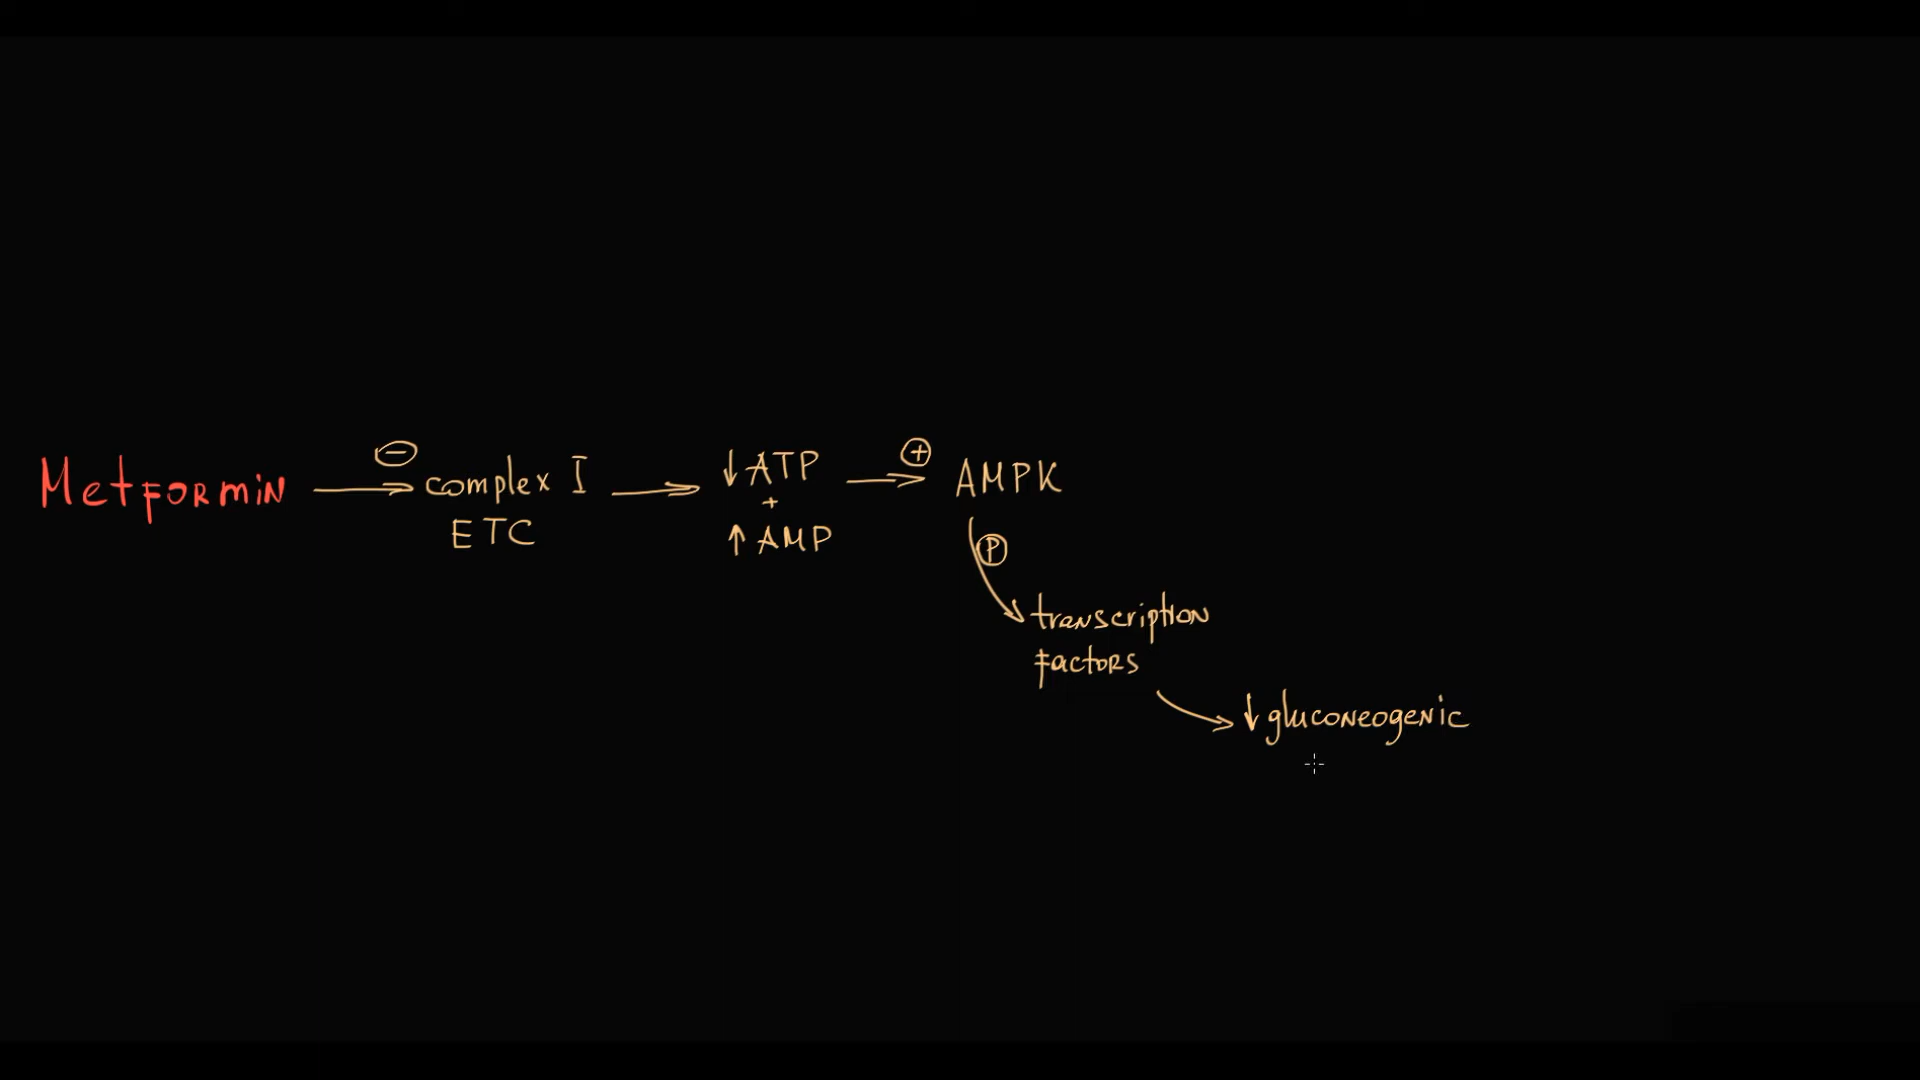 Metformin ⊖ complex I ↓ATP ⊕ AMPK
ETC + ↑AMP
Ⓟ
transcription
factors
↓gluconeogenic